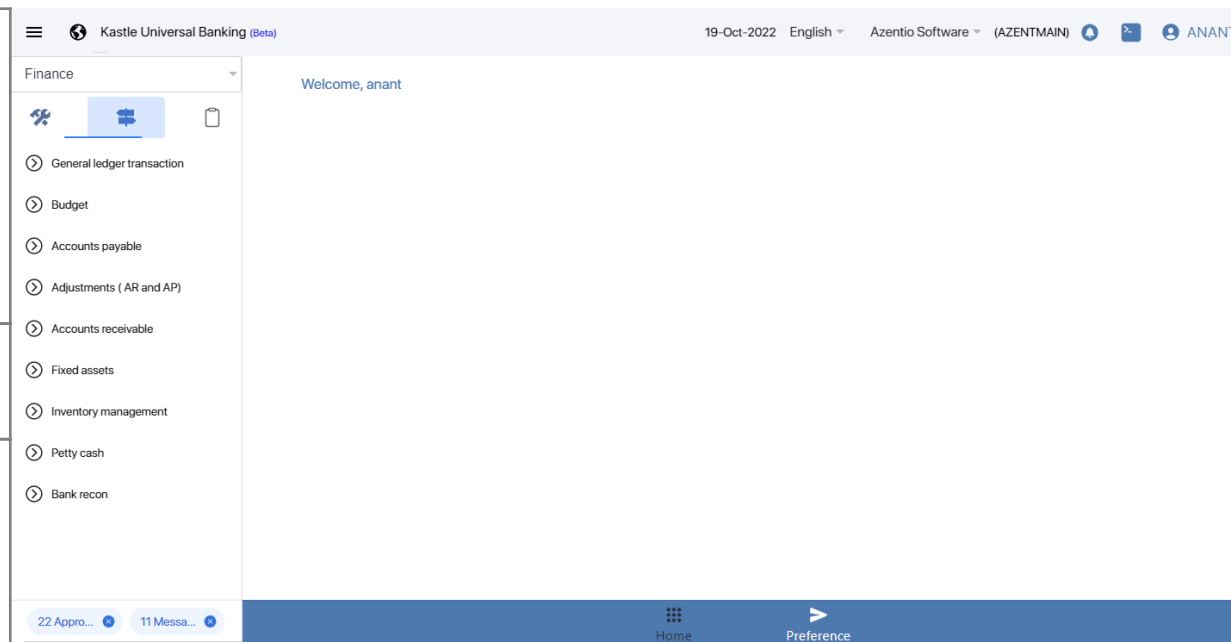 Kastle Universal Banking (Beta)
19-Oct-2022 English Azentio Software (AZENTMAIN) ANANT
Finance
Welcome, anant
General ledger transaction
Budget
Accounts payable
Adjustments ( AR and AP)
Accounts receivable
Fixed assets
Inventory management
Petty cash
Bank recon
22 Appro... 11 Messa...
Home Preference